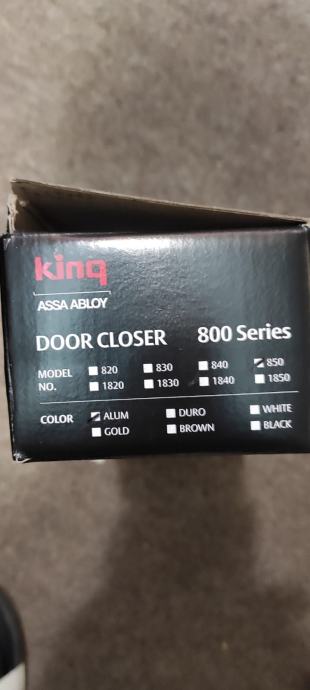 king
ASSA ABLOY
DOOR CLOSER 800 Series
MODEL NO. 820 830 840 850
1820 1830 1840 1850
COLOR ALUM DURO WHITE
GOLD BROWN BLACK